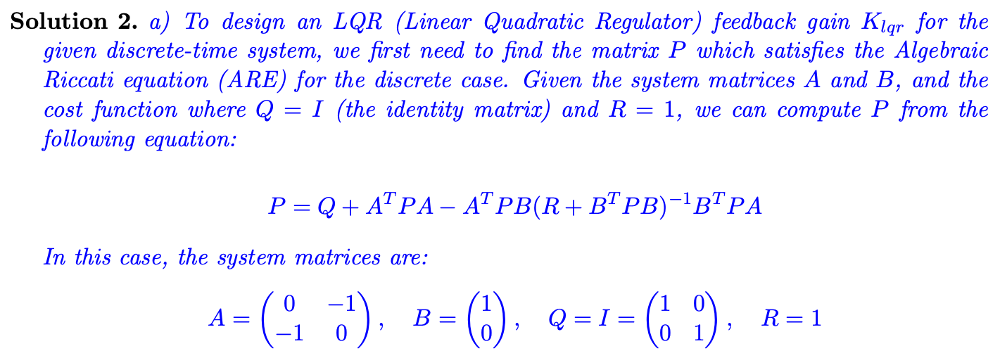 Solution 2. a) To design an LQR (Linear Quadratic Regulator) feedback gain K_{lqr} for the
given discrete-time system, we first need to find the matrix P which satisfies the Algebraic
Riccati equation (ARE) for the discrete case. Given the system matrices A and B, and the
cost function where Q = I (the identity matrix) and R = 1, we can compute P from the
following equation:
P = Q + A^T PA − A^T PB(R + B^T PB)^{−1} B^T PA
In this case, the system matrices are:
A = \begin{pmatrix} 0 & −1 \\ −1 & 0 \end{pmatrix}, B = \begin{pmatrix} 1 \\ 0 \end{pmatrix}, Q = I = \begin{pmatrix} 1 & 0 \\ 0 & 1 \end{pmatrix}, R = 1